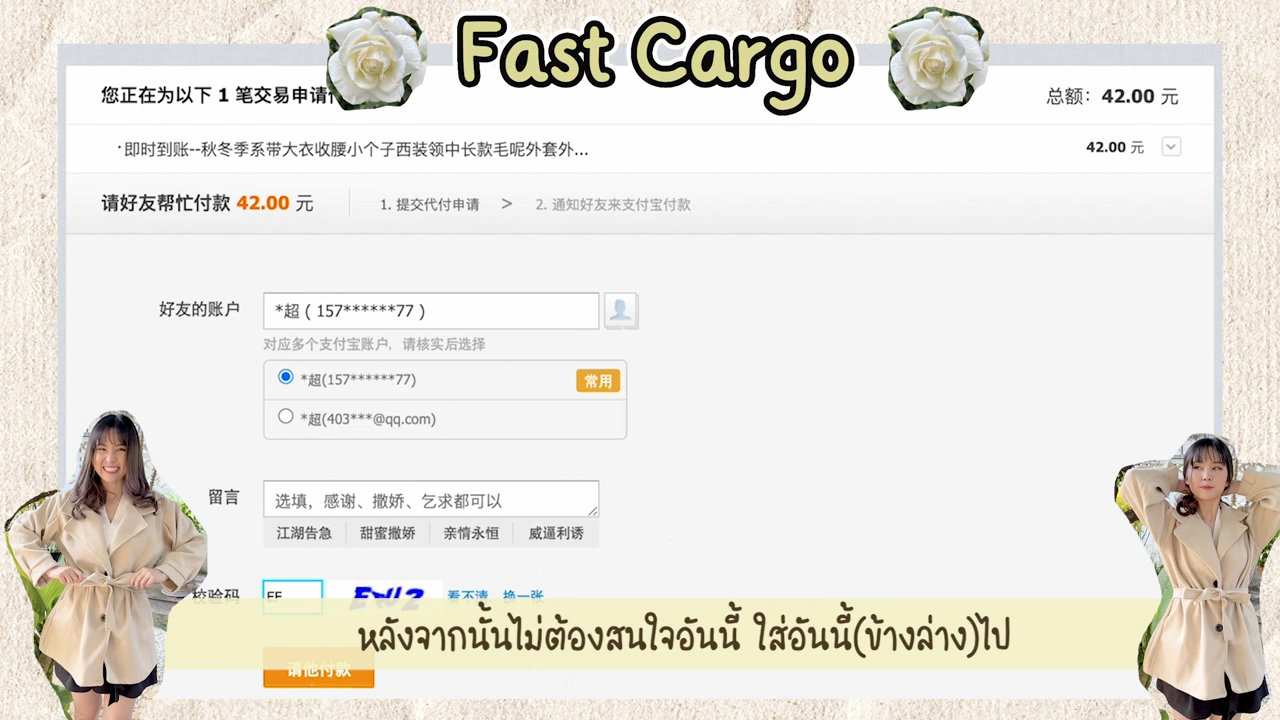 Fast Cargo
您正在为以下 1 笔交易申请
总额: 42.00 元
·即时到账--秋冬季系带大衣收腰小个子西装领中长款毛呢外套外...
42.00 元
请好友帮忙付款 42.00 元
1. 提交代付申请 > 2. 通知好友来支付宝付款
好友的账户 *超 ( 157******77 )
对应多个支付宝账户，请核实后选择
*超(157******77) 常用
*超(403***@qq.com)
留言 选填，感谢、撒娇、乞求都可以
江湖告急 甜蜜撒娇 亲情永恒 威逼利诱
校验码 看不清，换一张
หลังจากนั้นไม่ต้องสนใจอันนี้ ใส่อันนี้(ข้างล่าง)ไป
请他付款